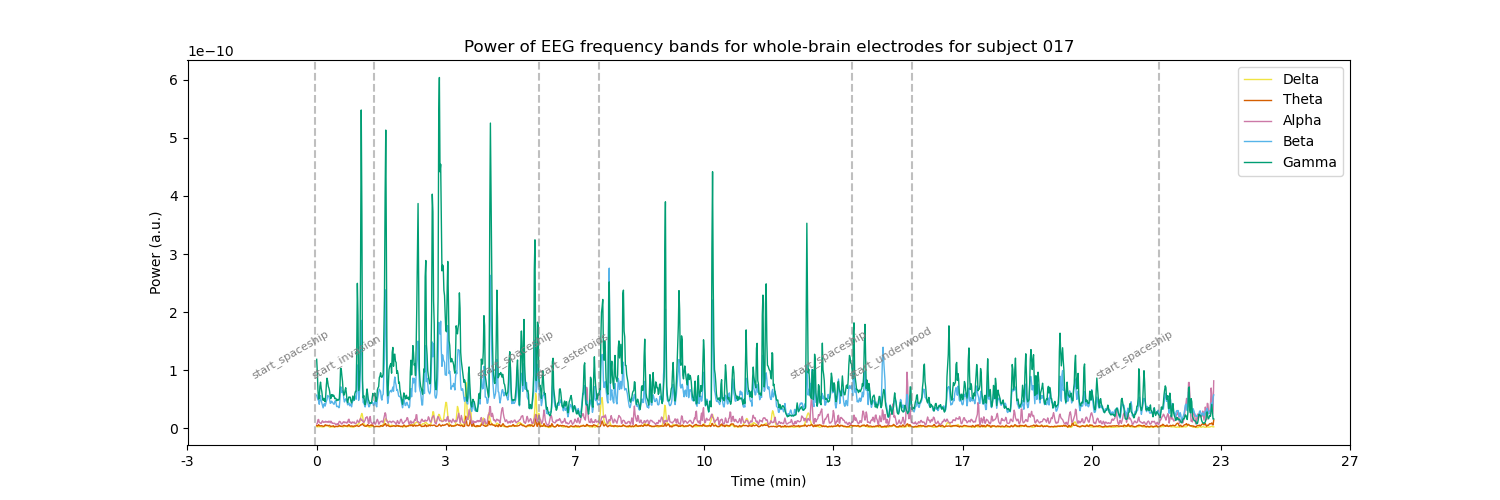 Power of EEG frequency bands for whole-brain electrodes for subject 017
1e−10
Delta
Theta
Alpha
Beta
Gamma
6
5
4
3
2
1
0
Power (a.u.)
start_spaceship
start_invasion
start_spaceship
start_asteroids
start_spaceship
start_underwood
start_spaceship
-3
0
3
7
10
13
17
20
23
27
Time (min)